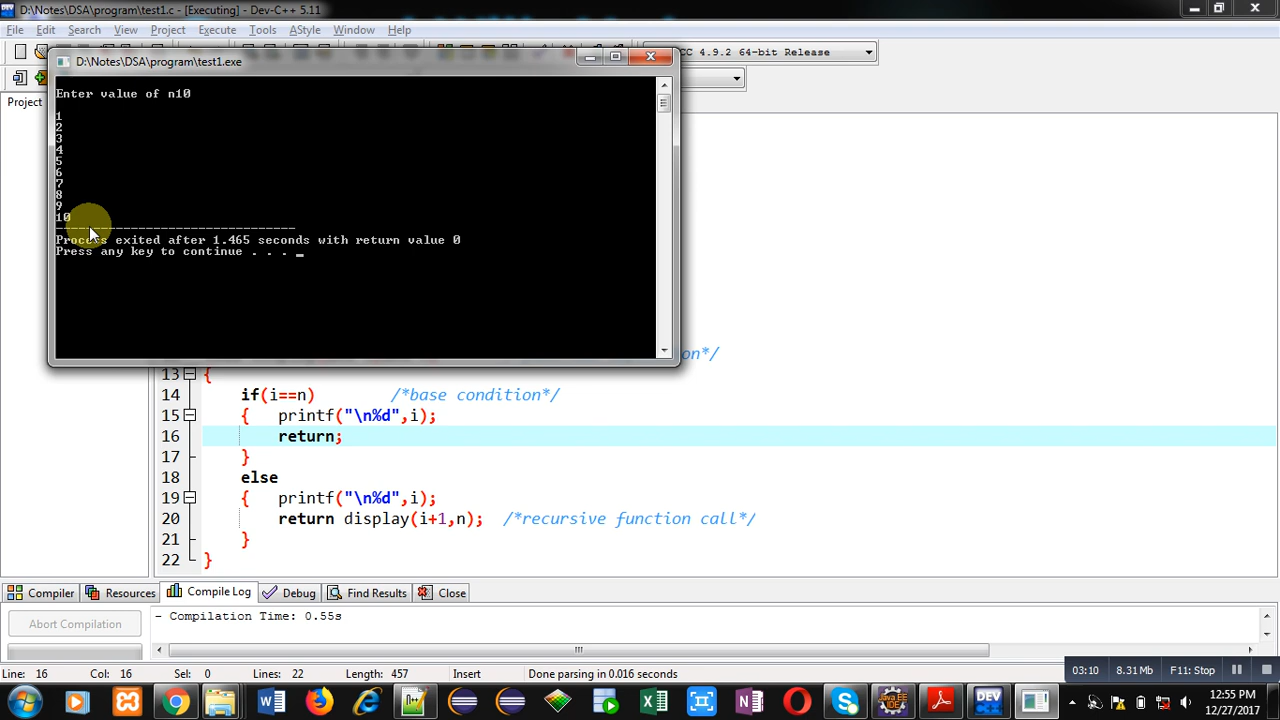 D:\Notes\DSA\program\test1.c - [Executing] - Dev-C++ 5.11
File Edit Search View Project Execute Tools AStyle Window Help
CC 4.9.2 64-bit Release
D:\Notes\DSA\program\test1.exe
Project
Enter value of n10
1
2
3
4
5
6
7
8
9
10
--------------------------------
Process exited after 1.465 seconds with return value 0
Press any key to continue . . . _
on*/
13 {
14 if(i==n) /*base condition*/
15 { printf("\n%d",i);
16 return;
17 }
18 else
19 { printf("\n%d",i);
20 return display(i+1,n); /*recursive function call*/
21 }
22 }
Compiler Resources Compile Log Debug Find Results Close
Abort Compilation
- Compilation Time: 0.55s
Line: 16 Col: 16 Sel: 0 Lines: 22 Length: 457 Insert Done parsing in 0.016 seconds
03:10 8.31 Mb F11: Stop
12:55 PM
12/27/2017